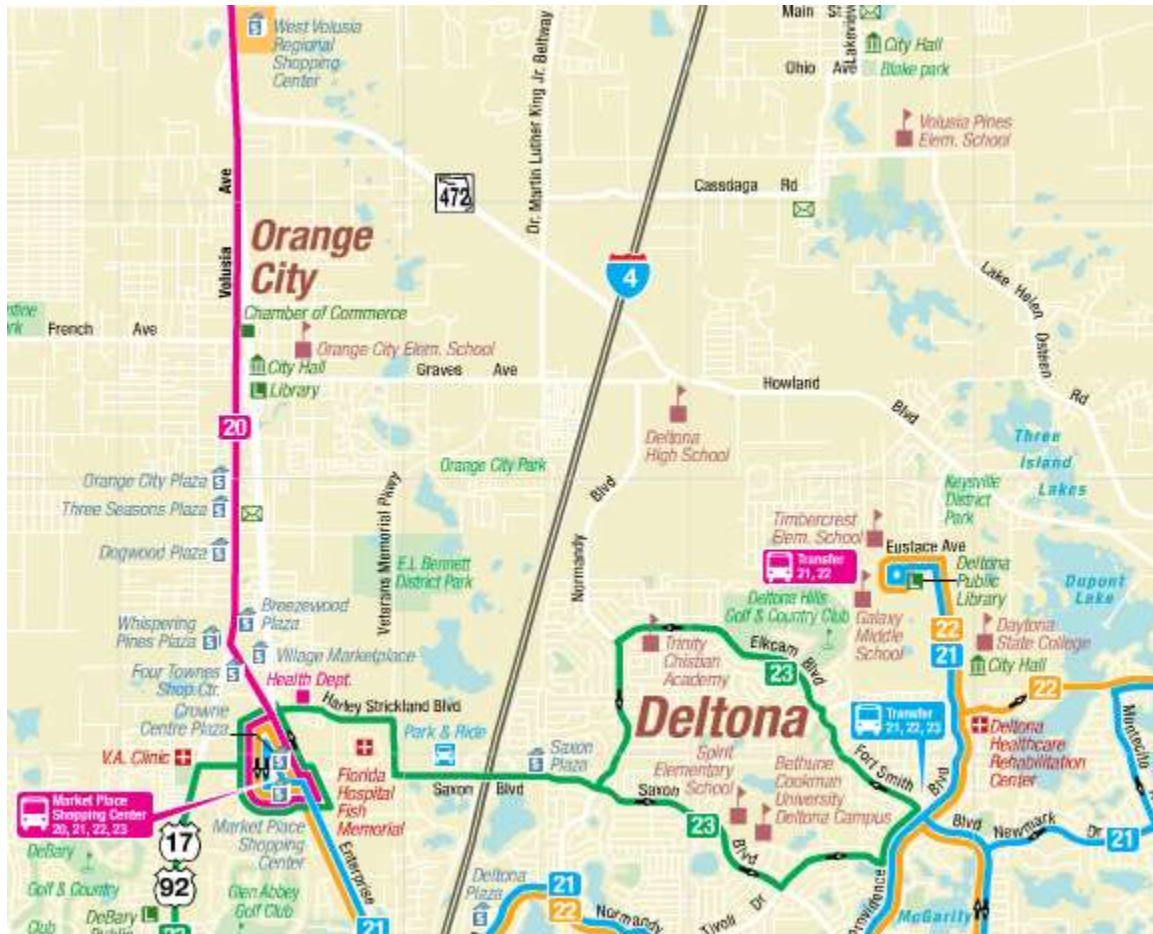 West Volusia
Regional
Shopping
Center
Dr. Martin Luther King Jr. Beltway
Main St
Lakeview
City Hall
Ohio Ave
Blake park
Volusia Pines
Elem. School
472
Cassdaga Rd
Volusia Ave
Orange
City
4
Lake Helen Osteen Rd
Chamber of Commerce
French Ave
Orange City Elem. School
City Hall
Library
Graves Ave
Howland Blvd
20
Deltona
High School
Three
Island
Lakes
Orange City Park
Orange City Plaza
Three Seasons Plaza
Dogwood Plaza
Veterans Memorial Pkwy
E.L Bennett
District Park
Normandy Blvd
Keysville
District
Park
Timbercrest
Elem. School
Eustace Ave
Transfer
21, 22
Deltona
Public
Library
Dupont
Lake
Deltona Hills
Golf & Country Club
Galaxy
Middle
School
22
21
Daytona
State College
City Hall
Breezewood
Plaza
Whispering
Pines Plaza
Village Marketplace
Four Townes
Shop. Ctr.
Health Dept.
Harley Strickland Blvd
Crowne
Centre Plaza
V.A. Clinic
Trinity
Chistian
Academy
Elkcam Blvd
23
22
Montecito
Deltona
Transfer
21, 22, 23
Deltona
Healthcare
Rehabilitation
Center
Park & Ride
Saxon
Plaza
Florida
Hospital
Fish
Memorial
Saxon Blvd
Spirit
Elementary
School
Bethune
Cookman
University
Deltona Campus
Fort Smith Blvd
Market Place
Shopping Center
20, 21, 22, 23
Market Place
Shopping
Center
Saxon Blvd
23
Newmark Dr
21
17
92
DeBary
Golf & Country
Club
DeBary
Glen Abbey
Golf Club
Enterprise
21
Deltona
Plaza
21
22
Normandy
Tivoli Dr
McGarity